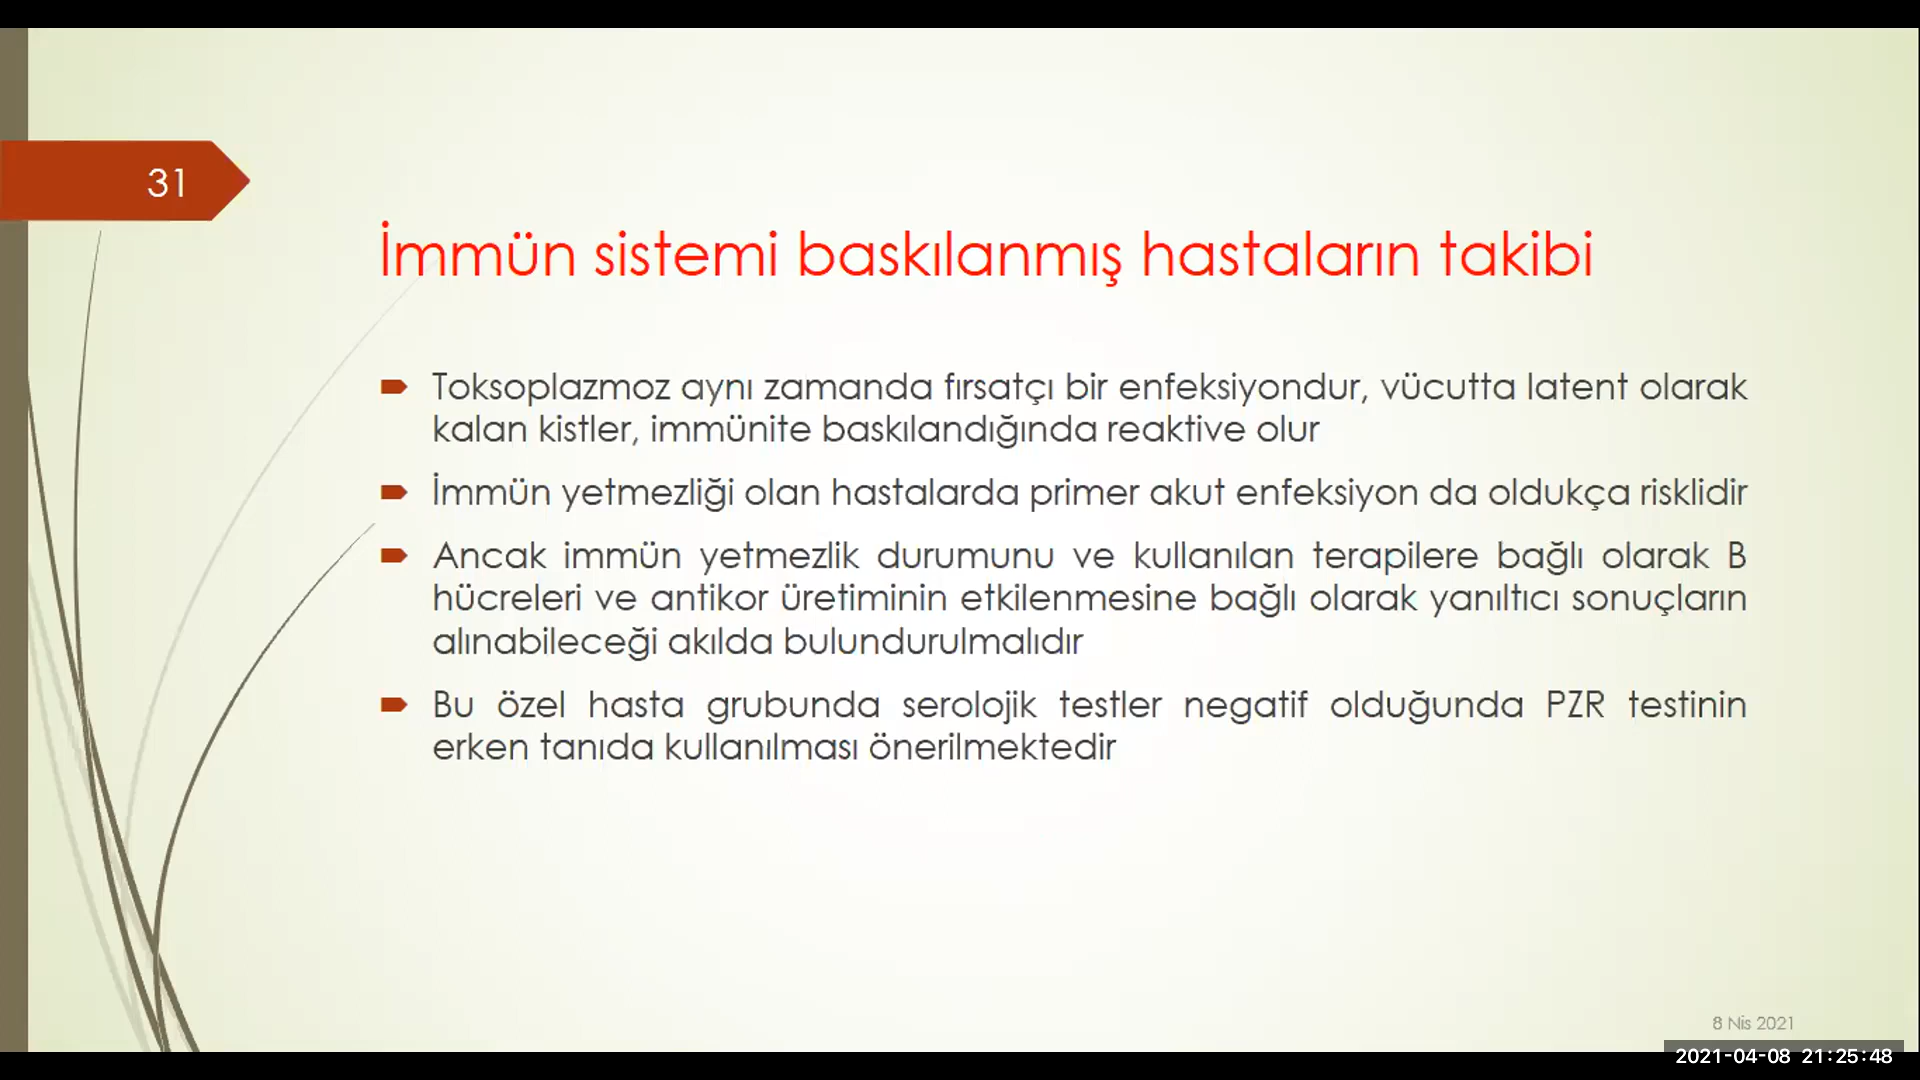 31
İmmün sistemi baskılanmış hastaların takibi
Toksoplazmoz aynı zamanda fırsatçı bir enfeksiyondur, vücutta latent olarak
kalan kistler, immünite baskılandığında reaktive olur
İmmün yetmezliği olan hastalarda primer akut enfeksiyon da oldukça risklidir
Ancak immün yetmezlik durumunu ve kullanılan terapilere bağlı olarak B
hücreleri ve antikor üretiminin etkilenmesine bağlı olarak yanıltıcı sonuçların
alınabileceği akılda bulundurulmalıdır
Bu özel hasta grubunda serolojik testler negatif olduğunda PZR testinin
erken tanıda kullanılması önerilmektedir
8 Nis 2021
2021-04-08 21:25:48